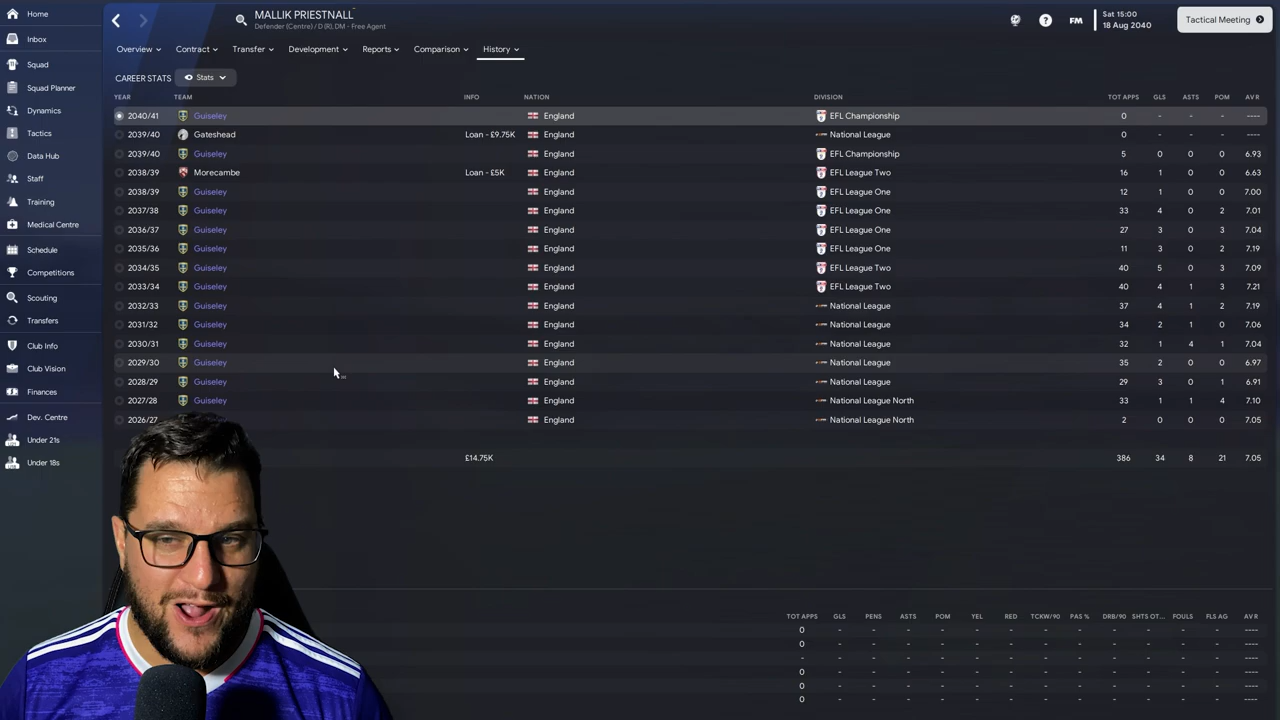 Home
Inbox
Squad
Squad Planner
Dynamics
Tactics
Data Hub
Staff
Training
Medical Centre
Schedule
Competitions
Scouting
Transfers
Club Info
Club Vision
Finances
Dev. Centre
Under 21s
Under 18s
MALLIK PRIESTNALL
Defender (Centre) / D (R), DM - Free Agent
FM
Sat 15:00
18 Aug 2040
Tactical Meeting
Overview Contract Transfer Development Reports Comparison History
CAREER STATS Stats
YEAR TEAM INFO NATION DIVISION TOT APPS GLS ASTS POM AV R
2040/41 Guiseley England EFL Championship 0 - - - ----
2039/40 Gateshead Loan - £9.75K England National League 0 - - - ----
2039/40 Guiseley England EFL Championship 5 0 0 0 6.93
2038/39 Morecambe Loan - £5K England EFL League Two 16 1 0 0 6.63
2038/39 Guiseley England EFL League One 12 1 0 0 7.00
2037/38 Guiseley England EFL League One 33 4 0 2 7.01
2036/37 Guiseley England EFL League One 27 3 0 3 7.04
2035/36 Guiseley England EFL League One 11 3 0 2 7.19
2034/35 Guiseley England EFL League Two 40 5 0 3 7.09
2033/34 Guiseley England EFL League Two 40 4 1 3 7.21
2032/33 Guiseley England National League 37 4 1 2 7.19
2031/32 Guiseley England National League 34 2 1 0 7.06
2030/31 Guiseley England National League 32 1 4 1 7.04
2029/30 Guiseley England National League 35 2 0 0 6.97
2028/29 Guiseley England National League 29 3 0 1 6.91
2027/28 Guiseley England National League North 33 1 1 4 7.10
2026/27 England National League North 2 0 0 0 7.05
£14.75K 386 34 8 21 7.05
TOT APPS GLS PENS ASTS POM YEL RED TCKW/90 PAS % DRB/90 SHTS OT... FOULS FLS AG AV R
0 - - - - - - - - - - - - ----
0 - - - - - - - - - - - - ----
- - - - - - - - - - - - - ----
0 - - - - - - - - - - - - ----
0 - - - - - - - - - - - - ----
0 - - - - - - - - - - - - ----